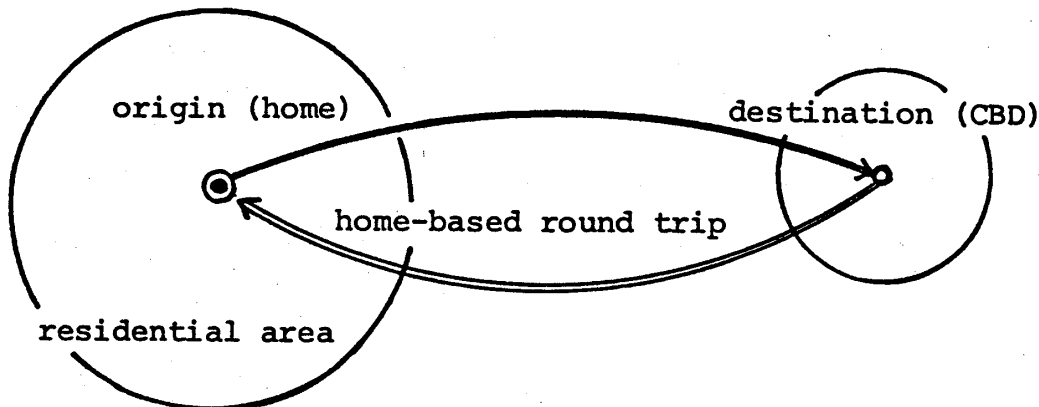 origin (home)
destination (CBD)
home-based round trip
residential area